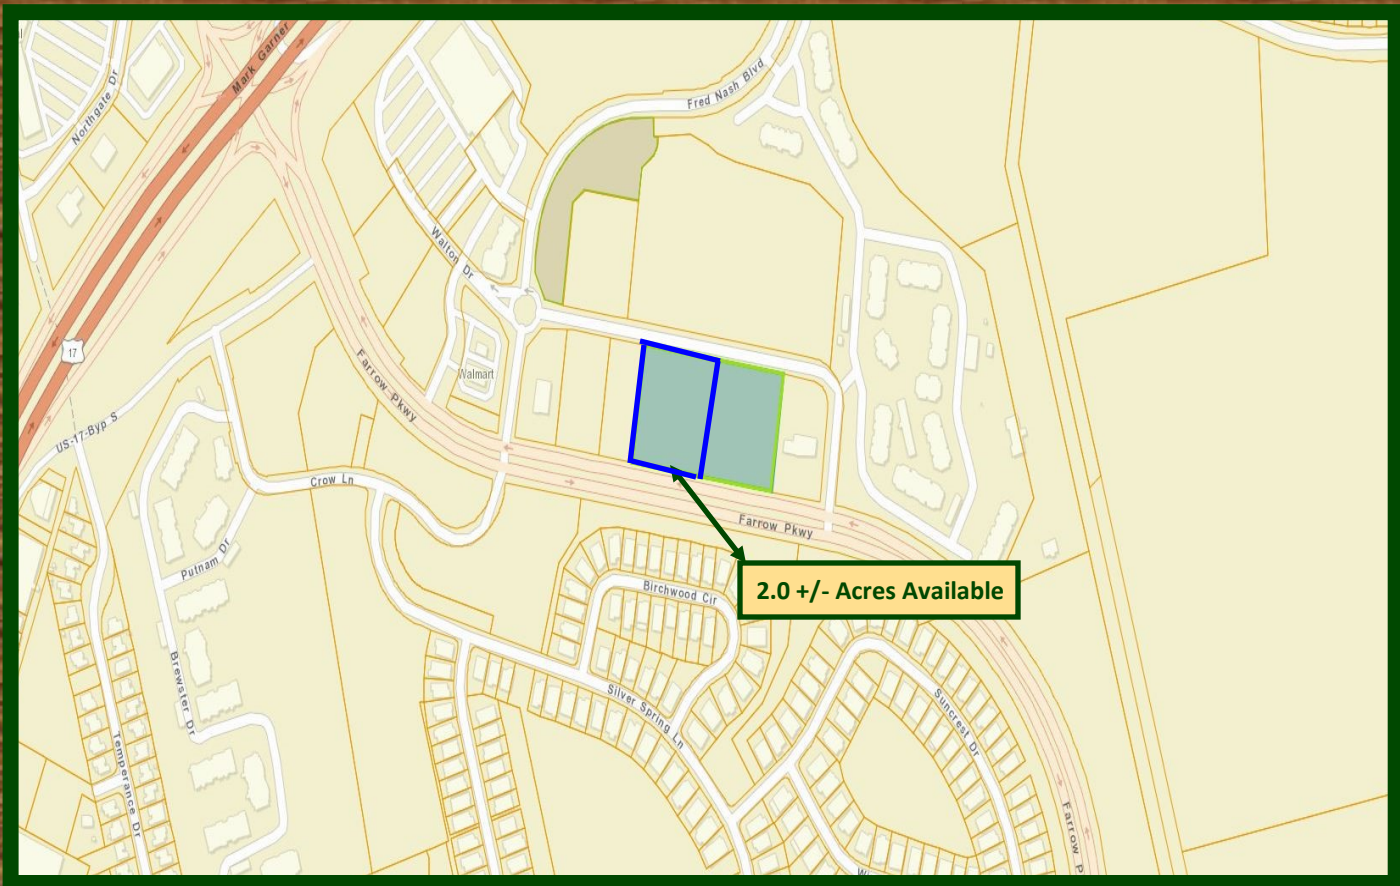 Mark Garner
Northgate Dr
Fred Nash Blvd
Walton Dr
17
Farrow Pkwy
Walmart
US-17-Byp S
Crow Ln
Farrow Pkwy
Putnam Dr
Birchwood Cir
2.0 +/- Acres Available
Brewster Dr
Silver Spring Ln
Suncrest Dr
Temperance Dr
Farrow P